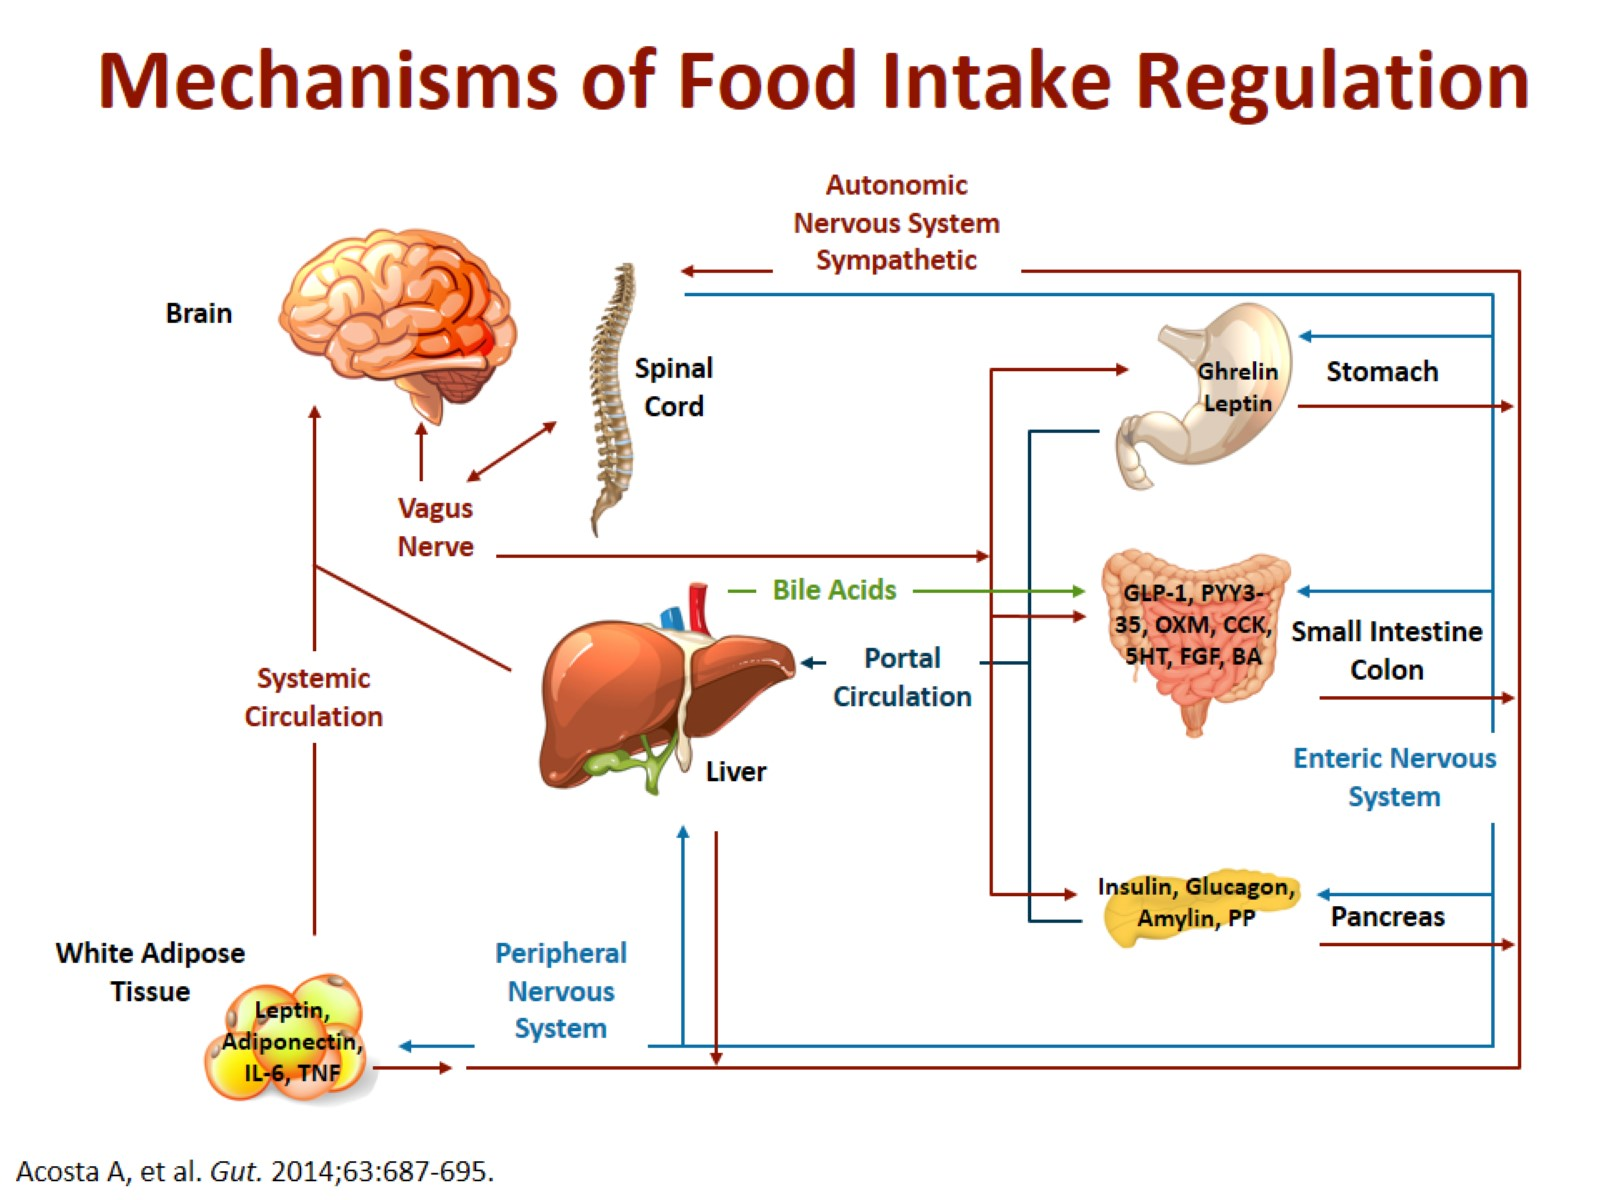 Mechanisms of Food Intake Regulation
Autonomic
Nervous System
Sympathetic
Brain
Spinal
Cord
Ghrelin
Leptin
Stomach
Vagus
Nerve
Bile Acids
GLP-1, PYY3-
35, OXM, CCK,
5HT, FGF, BA
Small Intestine
Colon
Portal
Circulation
Systemic
Circulation
Liver
Enteric Nervous
System
Insulin, Glucagon,
Amylin, PP
Pancreas
White Adipose
Tissue
Leptin,
Adiponectin,
IL-6, TNF
Peripheral
Nervous
System
Acosta A, et al. Gut. 2014;63:687-695.